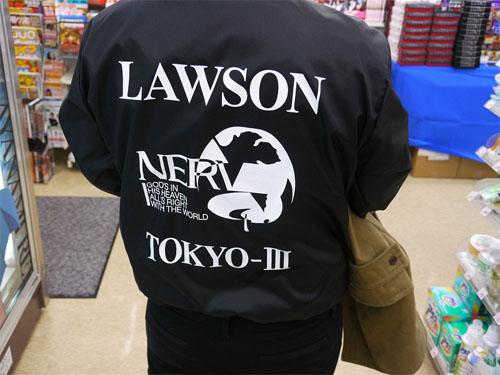 LAWSON
NERV
GOD'S IN
HIS HEAVEN
ALL'S RIGHT
WITH THE WORLD
TOKYO-III